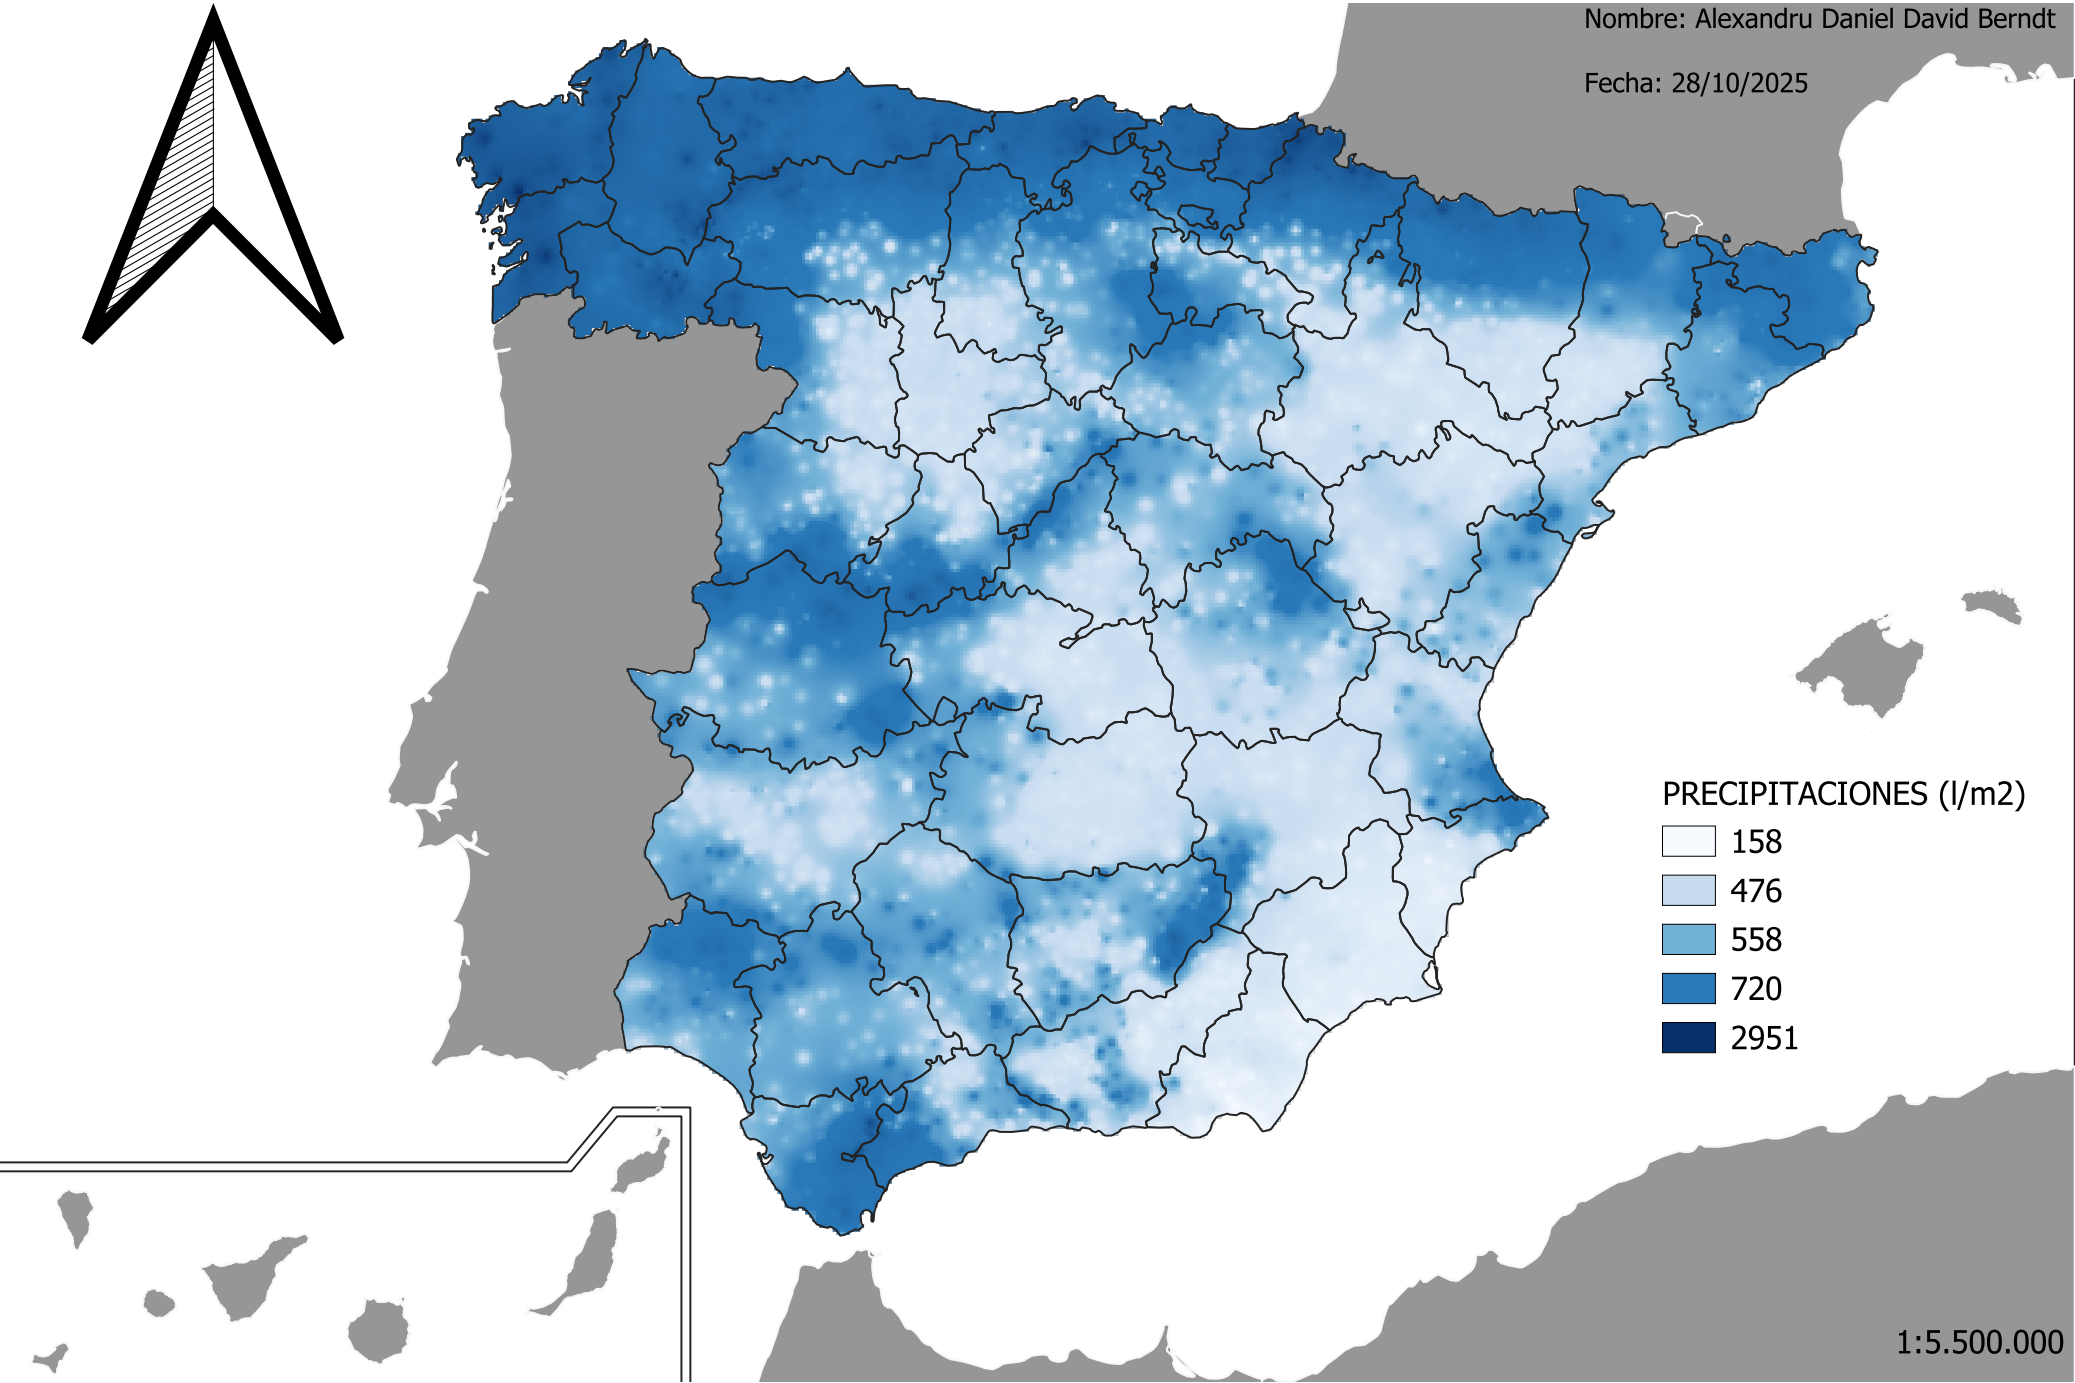 Nombre: Alexandru Daniel David Berndt
Fecha: 28/10/2025
PRECIPITACIONES (l/m2)
158
476
558
720
2951
1:5.500.000